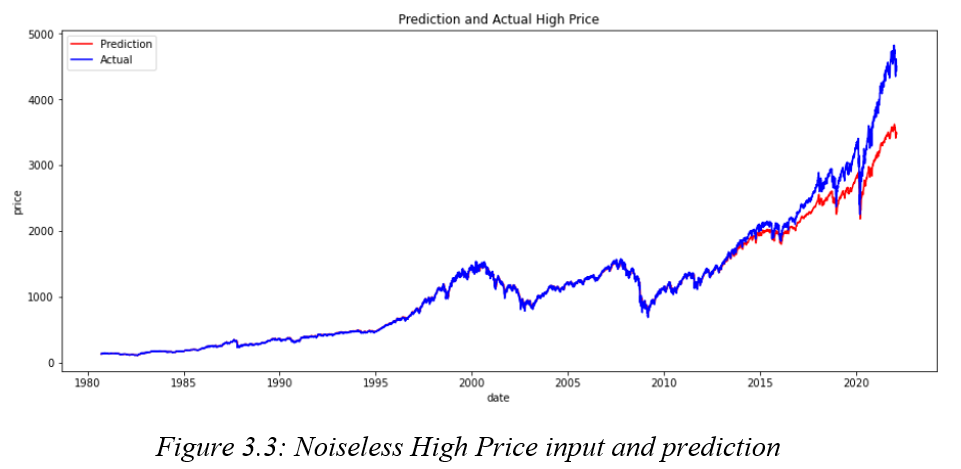 Prediction and Actual High Price
Prediction
Actual
5000
4000
3000
2000
1000
0
price
1980
1985
1990
1995
2000
2005
2010
2015
2020
date
Figure 3.3: Noiseless High Price input and prediction